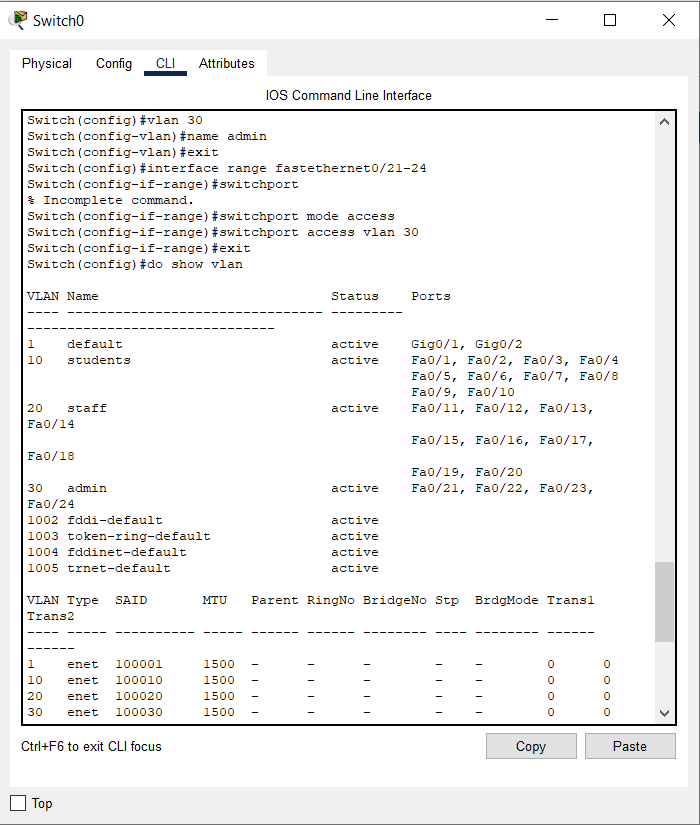 Switch0
Physical Config CLI Attributes
IOS Command Line Interface
Switch(config)#vlan 30
Switch(config-vlan)#name admin
Switch(config-vlan)#exit
Switch(config)#interface range fastethernet0/21-24
Switch(config-if-range)#switchport
% Incomplete command.
Switch(config-if-range)#switchport mode access
Switch(config-if-range)#switchport access vlan 30
Switch(config-if-range)#exit
Switch(config)#do show vlan

VLAN Name                             Status    Ports
---- -------------------------------- ---------
-------------------------------
1    default                          active    Gig0/1, Gig0/2
10   students                         active    Fa0/1, Fa0/2, Fa0/3, Fa0/4
                                                Fa0/5, Fa0/6, Fa0/7, Fa0/8
                                                Fa0/9, Fa0/10
20   staff                            active    Fa0/11, Fa0/12, Fa0/13,
Fa0/14
                                                Fa0/15, Fa0/16, Fa0/17,
Fa0/18
                                                Fa0/19, Fa0/20
30   admin                            active    Fa0/21, Fa0/22, Fa0/23,
Fa0/24
1002 fddi-default                     active
1003 token-ring-default               active
1004 fddinet-default                  active
1005 trnet-default                    active

VLAN Type  SAID       MTU   Parent RingNo BridgeNo Stp  BrdgMode Trans1
Trans2
---- ----- ---------- ----- ------ ------ -------- ---- -------- ------
------
1    enet  100001     1500  -      -      -        -    -        0      0
10   enet  100010     1500  -      -      -        -    -        0      0
20   enet  100020     1500  -      -      -        -    -        0      0
30   enet  100030     1500  -      -      -        -    -        0      0
Ctrl+F6 to exit CLI focus
Copy Paste
Top